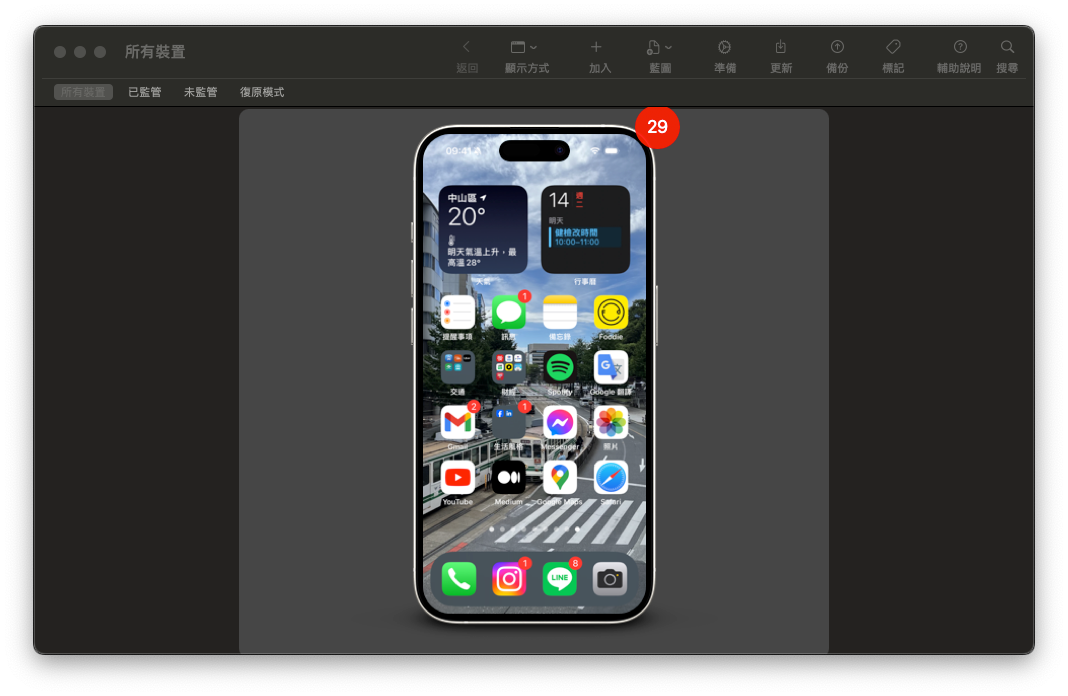 所有裝置
返回
顯示方式
加入
藍圖
準備
更新
備份
標記
輔助說明
搜尋
所有裝置
已監管
未監管
復原模式
29
09:41
中山區
20°
明天氣溫上升，最
高溫 28°
天氣
14 週二
明天
健檢改時間
10:00–11:00
行事曆
1
提醒事項
訊息
備忘錄
Foodie
交通
財經
Spotify
Google 翻譯
2
1
Gmail
生活風格
Messenger
照片
YouTube
Medium
Google Maps
Safari
1
8
LINE